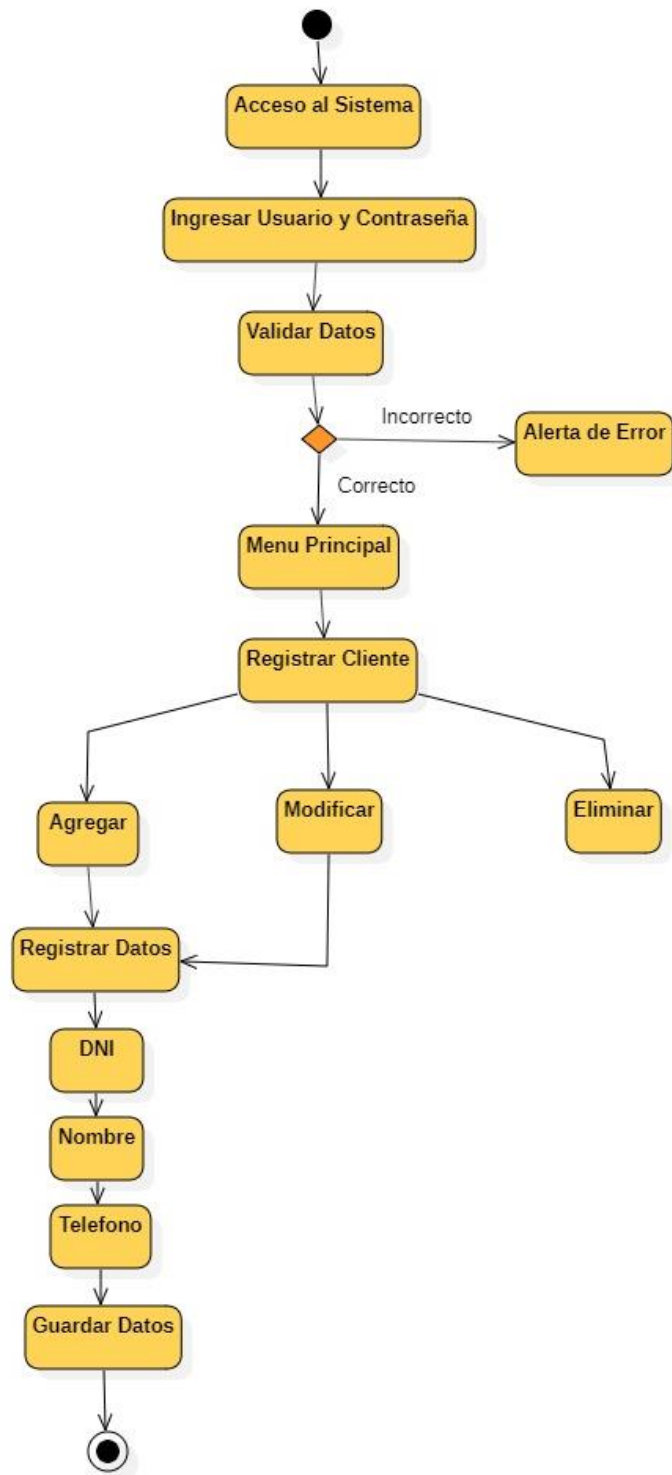 Acceso al Sistema
Ingresar Usuario y Contraseña
Validar Datos
Incorrecto
Alerta de Error
Correcto
Menu Principal
Registrar Cliente
Agregar
Modificar
Eliminar
Registrar Datos
DNI
Nombre
Telefono
Guardar Datos